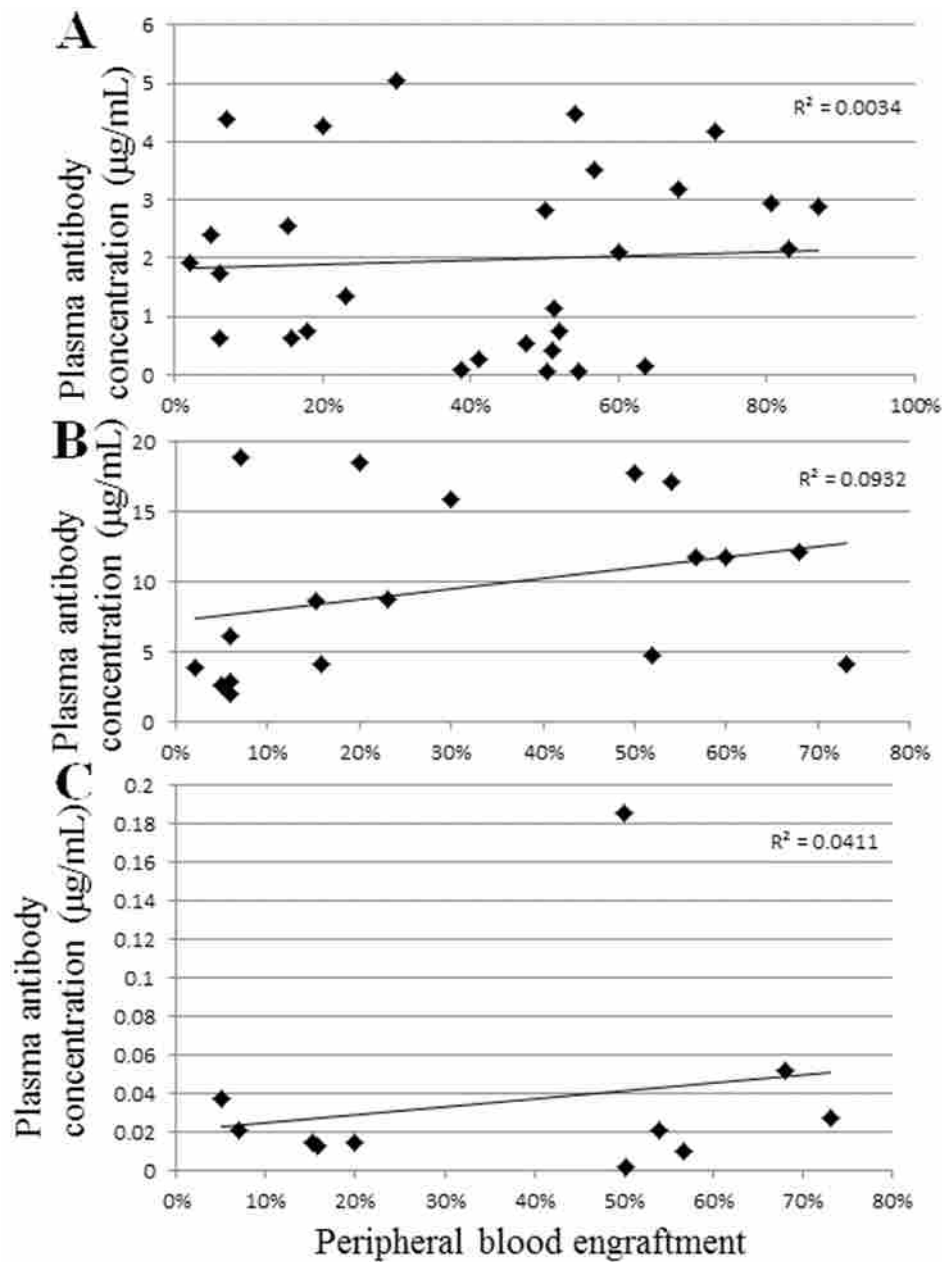 A
Plasma antibody
concentration (µg/mL)
6
5
4
3
2
1
0
R² = 0.0034
0% 20% 40% 60% 80% 100%
B
Plasma antibody
concentration (µg/mL)
20
15
10
5
0
R² = 0.0932
0% 10% 20% 30% 40% 50% 60% 70% 80%
C
Plasma antibody
concentration (µg/mL)
0.2
0.18
0.16
0.14
0.12
0.1
0.08
0.06
0.04
0.02
0
R² = 0.0411
0% 10% 20% 30% 40% 50% 60% 70% 80%
Peripheral blood engraftment